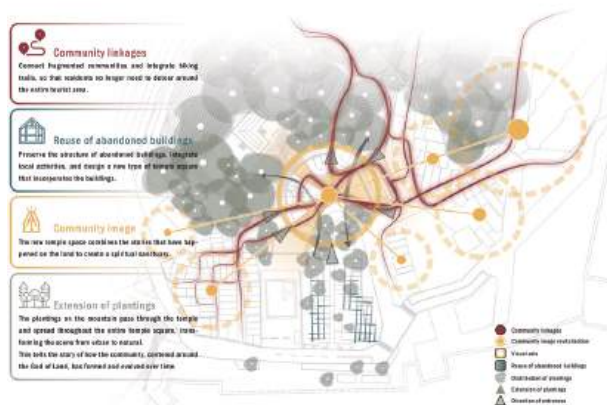 Community linkages
Connect fragmented communities and integrate hiking
trails, so that residents no longer need to detour around
the entire tourist area.
Reuse of abandoned buildings
Preserve the structure of abandoned buildings, integrate
local activities, and design a new type of temple square
that incorporates the buildings.
Community image
The new temple space combines the stories that have hap-
pened on the land to create a spiritual sanctuary.
Extension of plantings
The plantings on the mountain pass through the temple
and spread throughout the entire temple square, trans-
forming the scene from urban to natural.
This tells the story of how the community, centered around
the God of Land, has formed and evolved over time.
Community linkages
Community image
Visual axis
Reuse of abandoned buildings
Distribution of plantings
Extension of plantings
Direction of entrances